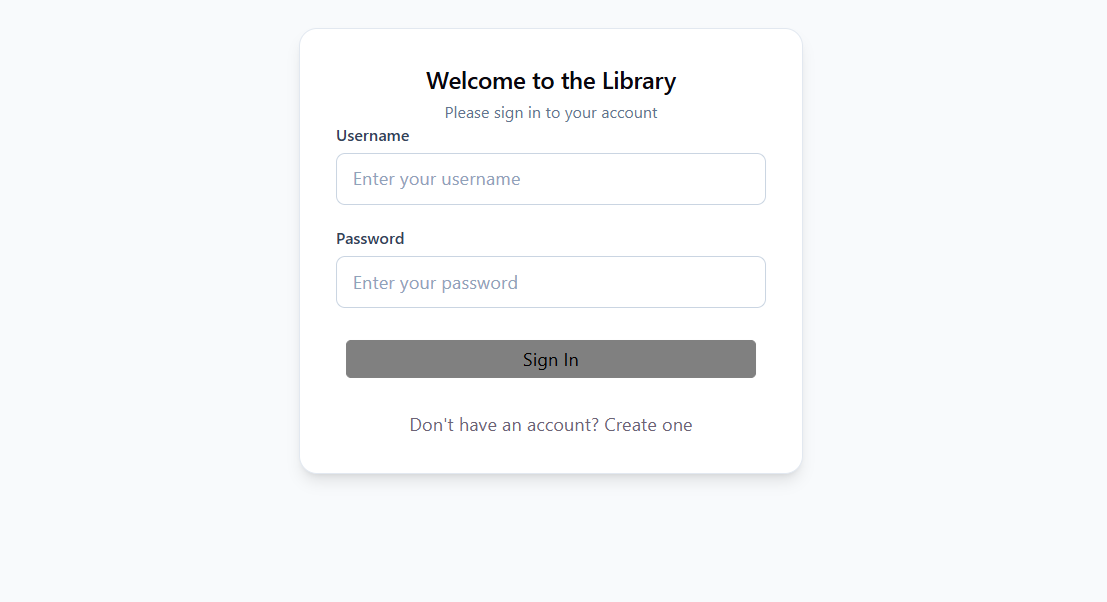 Welcome to the Library
Please sign in to your account
Username
Enter your username
Password
Enter your password
Sign In
Don't have an account? Create one